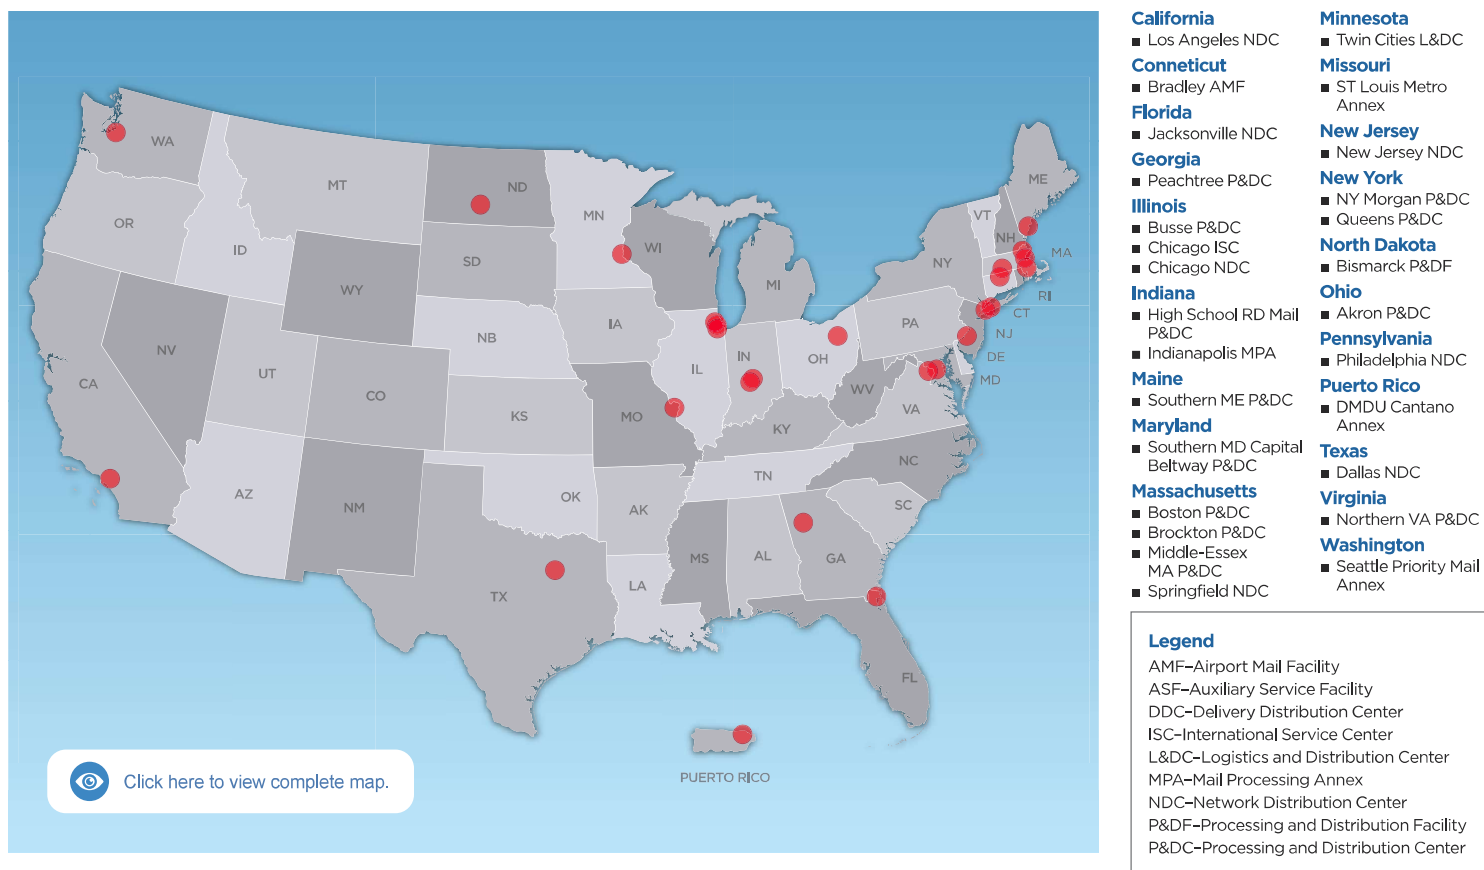 WA
MT
ND
MN
OR
ID
SD
WI
WY
MI
NB
IA
NV
UT
CO
CA
KS
MO
IL
IN
OH
PA
NY
VT
NH
ME
MA
RI
CT
NJ
DE
MD
WV
VA
KY
NC
TN
SC
AZ
NM
OK
AR
MS
AL
GA
LA
TX
FL
PUERTO RICO
Click here to view complete map.
California
■ Los Angeles NDC
Conneticut
■ Bradley AMF
Florida
■ Jacksonville NDC
Georgia
■ Peachtree P&DC
Illinois
■ Busse P&DC
■ Chicago ISC
■ Chicago NDC
Indiana
■ High School RD Mail
P&DC
■ Indianapolis MPA
Maine
■ Southern ME P&DC
Maryland
■ Southern MD Capital
Beltway P&DC
Massachusetts
■ Boston P&DC
■ Brockton P&DC
■ Middle-Essex
MA P&DC
■ Springfield NDC
Minnesota
■ Twin Cities L&DC
Missouri
■ ST Louis Metro
Annex
New Jersey
■ New Jersey NDC
New York
■ NY Morgan P&DC
■ Queens P&DC
North Dakota
■ Bismarck P&DF
Ohio
■ Akron P&DC
Pennsylvania
■ Philadelphia NDC
Puerto Rico
■ DMDU Cantano
Annex
Texas
■ Dallas NDC
Virginia
■ Northern VA P&DC
Washington
■ Seattle Priority Mail
Annex
Legend
AMF–Airport Mail Facility
ASF–Auxiliary Service Facility
DDC–Delivery Distribution Center
ISC–International Service Center
L&DC–Logistics and Distribution Center
MPA–Mail Processing Annex
NDC–Network Distribution Center
P&DF–Processing and Distribution Facility
P&DC–Processing and Distribution Center